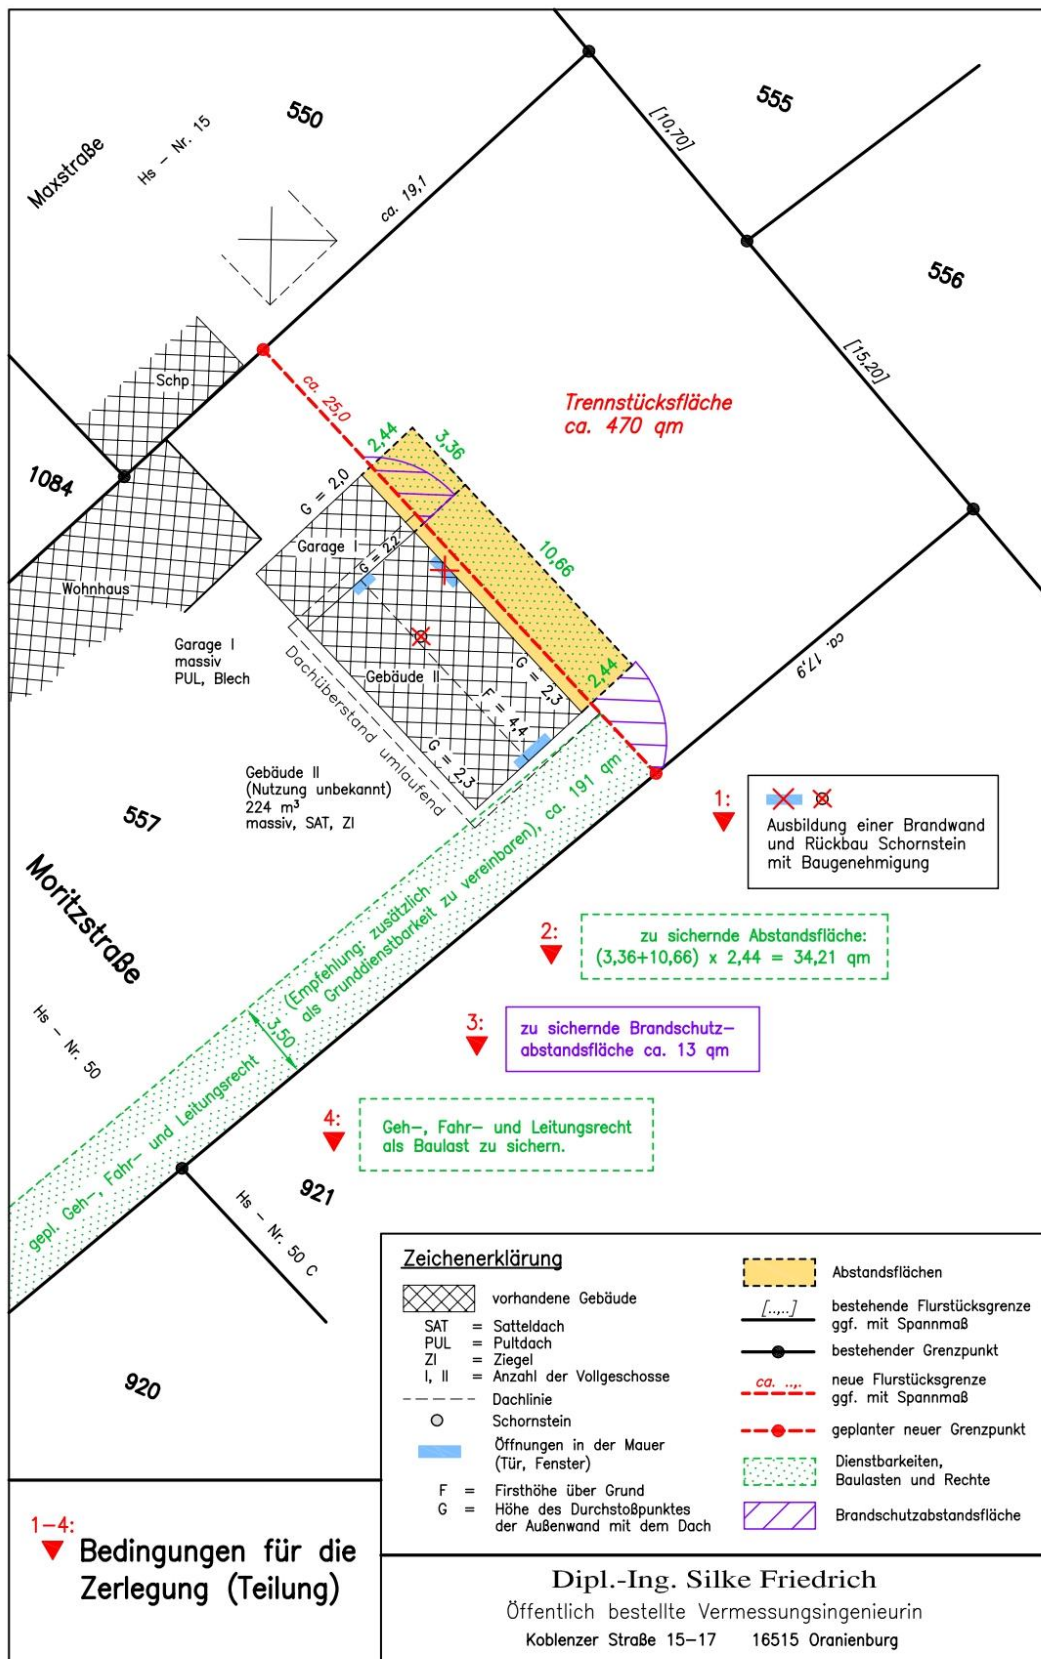 550
555
Maxstraße
Hs - Nr. 15
[10,70]
ca. 19,1
556
[15,20]
Schp
ca. 25,0
Trennstücksfläche
ca. 470 qm
2,44
3,36
1084
G = 2,0
Garage I
G = 2,2
10,66
Wohnhaus
Garage I
massiv
PUL, Blech
Gebäude II
G = 2,3
2,44
ca. 17,9
F = 4,4
G = 2,3
Dachüberstand umlaufend
Gebäude II
(Nutzung unbekannt)
224 m³
massiv, SAT, ZI
557
Moritzstraße
Hs - Nr. 50
gepl. Geh-, Fahr- und Leitungsrecht
(Empfehlung: zusätzlich
als Grunddienstbarkeit zu vereinbaren), ca. 191 qm
3,50
1:
Ausbildung einer Brandwand
und Rückbau Schornstein
mit Baugenehmigung
2:
zu sichernde Abstandsfläche:
(3,36+10,66) x 2,44 = 34,21 qm
3:
zu sichernde Brandschutz-
abstandsfläche ca. 13 qm
4:
Geh-, Fahr- und Leitungsrecht
als Baulast zu sichern.
921
Hs - Nr. 50 C
920
Zeichenerklärung
vorhandene Gebäude
SAT = Satteldach
PUL = Pultdach
ZI = Ziegel
I, II = Anzahl der Vollgeschosse
Dachlinie
Schornstein
Öffnungen in der Mauer
(Tür, Fenster)
F = Firsthöhe über Grund
G = Höhe des Durchstoßpunktes
der Außenwand mit dem Dach
Abstandsflächen
[..,..] bestehende Flurstücksgrenze
ggf. mit Spannmaß
bestehender Grenzpunkt
ca. ..,. neue Flurstücksgrenze
ggf. mit Spannmaß
geplanter neuer Grenzpunkt
Dienstbarkeiten,
Baulasten und Rechte
Brandschutzabstandsfläche
1-4:
Bedingungen für die
Zerlegung (Teilung)
Dipl.-Ing. Silke Friedrich
Öffentlich bestellte Vermessungsingenieurin
Koblenzer Straße 15-17 16515 Oranienburg